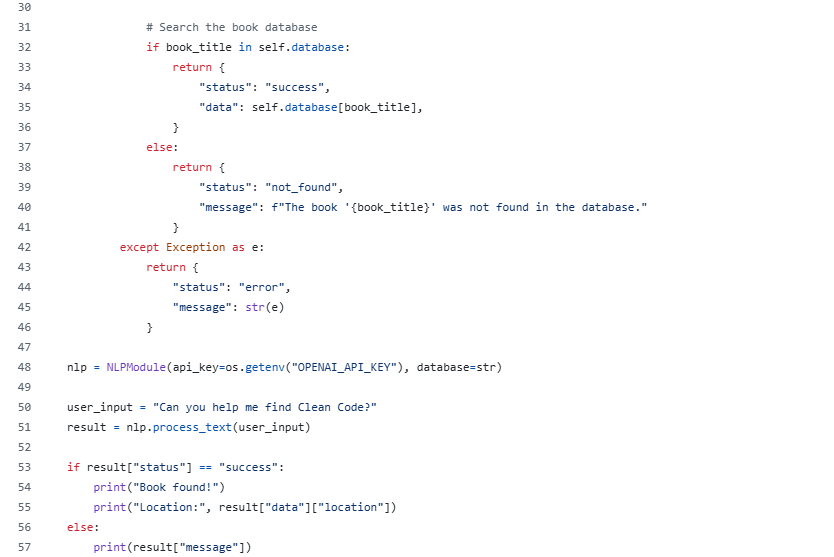 30
31 # Search the book database
32 if book_title in self.database:
33 return {
34 "status": "success",
35 "data": self.database[book_title],
36 }
37 else:
38 return {
39 "status": "not_found",
40 "message": f"The book '{book_title}' was not found in the database."
41 }
42 except Exception as e:
43 return {
44 "status": "error",
45 "message": str(e)
46 }
47
48 nlp = NLPModule(api_key=os.getenv("OPENAI_API_KEY"), database=str)
49
50 user_input = "Can you help me find Clean Code?"
51 result = nlp.process_text(user_input)
52
53 if result["status"] == "success":
54 print("Book found!")
55 print("Location:", result["data"]["location"])
56 else:
57 print(result["message"])